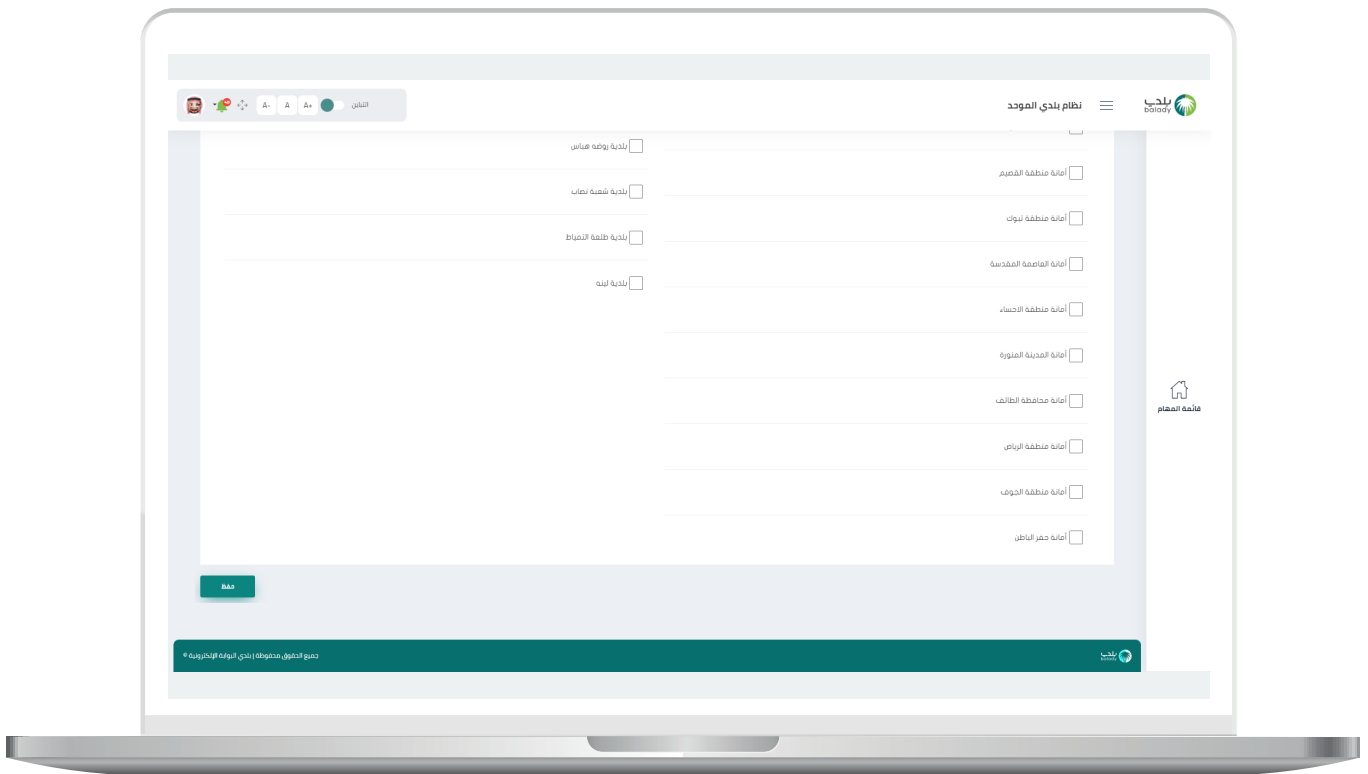 بلدي
balady
نظام بلدي الموحد
التباين
A+
A
A-
أمانة منطقة القصيم
أمانة منطقة تبوك
أمانة العاصمة المقدسة
أمانة منطقة الاحساء
أمانة المدينة المنورة
أمانة محافظة الطائف
أمانة منطقة الرياض
أمانة منطقة الجوف
أمانة حفر الباطن
بلدية روضه هباس
بلدية شعبة نصاب
بلدية طلعة التمياط
بلدية لينه
قائمة المهام
حفظ
بلدي
balady
جميع الحقوق محفوظة | بلدي البوابة الإلكترونية ©